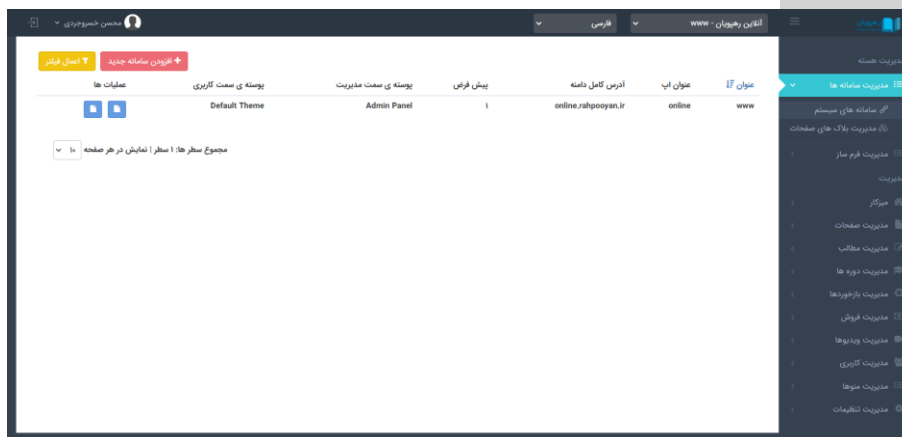 آنلاین رهپویان - www
فارسی
محسن خسروجردی
مدیریت هسته
مدیریت سامانه ها
سامانه های سیستم
مدیریت بلاک های صفحات
مدیریت فرم ساز
مدیریت
میزکار
مدیریت صفحات
مدیریت مطالب
مدیریت دوره ها
مدیریت بازخوردها
مدیریت فروش
مدیریت ویدیوها
مدیریت کاربری
مدیریت منوها
مدیریت تنظیمات
+ افزودن سامانه جدید اعمال فیلتر
عنوان عنوان اپ آدرس کامل دامنه پیش فرض پوسته ی سمت مدیریت پوسته ی سمت کاربری عملیات ها
www online online.rahpooyan.ir ۱ Admin Panel Default Theme
مجموع سطر ها: ۱ سطر | نمایش در هر صفحه ۱۰